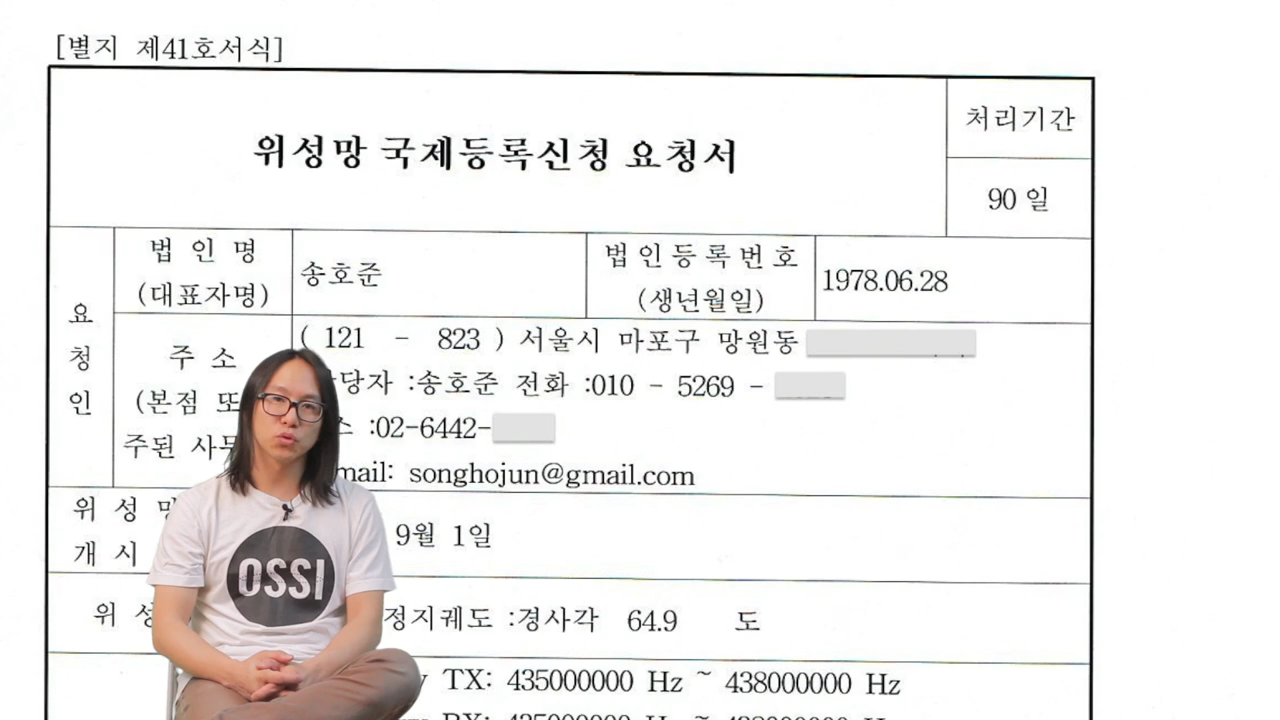 [별지 제41호서식]
위성망 국제등록신청 요청서
처리기간
90 일
요청인
법 인 명
(대표자명)
송호준
법인등록번호
(생년월일)
1978.06.28
주 소
(본점 또
주된 사무
( 121 - 823 ) 서울시 마포구 망원동
당자 :송호준 전화 :010 - 5269 -
:02-6442-
mail: songhojun@gmail.com
위 성 망
개 시
9월 1일
위 성
정지궤도 :경사각 64.9 도
TX: 435000000 Hz ~ 438000000 Hz
OSSI